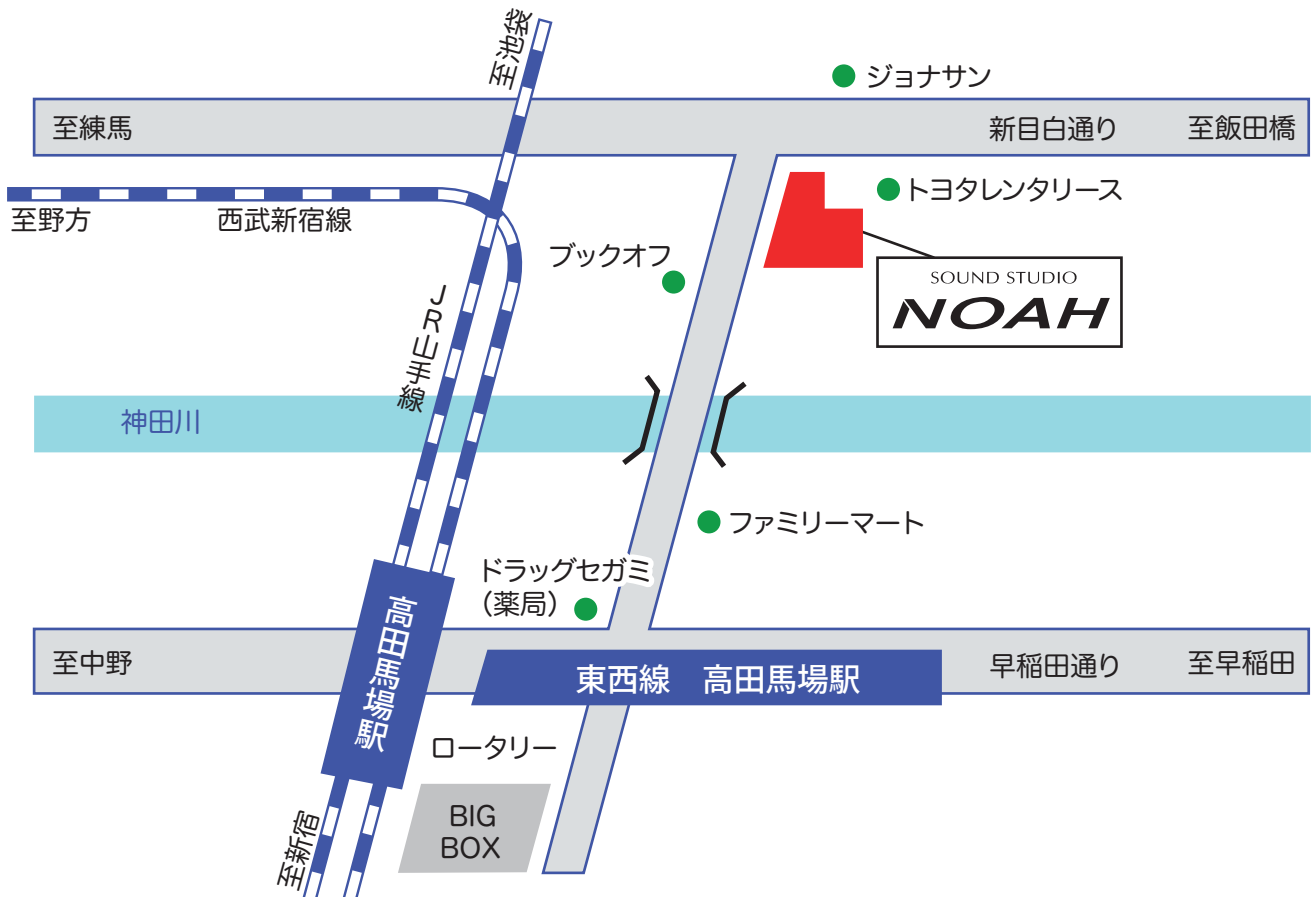 至池袋
ジョナサン
至練馬
新目白通り
至飯田橋
トヨタレンタリース
至野方
西武新宿線
ブックオフ
SOUND STUDIO
NOAH
JR山手線
神田川
ファミリーマート
ドラッグセガミ
(薬局)
高田馬場駅
至中野
東西線 高田馬場駅
早稲田通り
至早稲田
ロータリー
BIG
BOX
至新宿